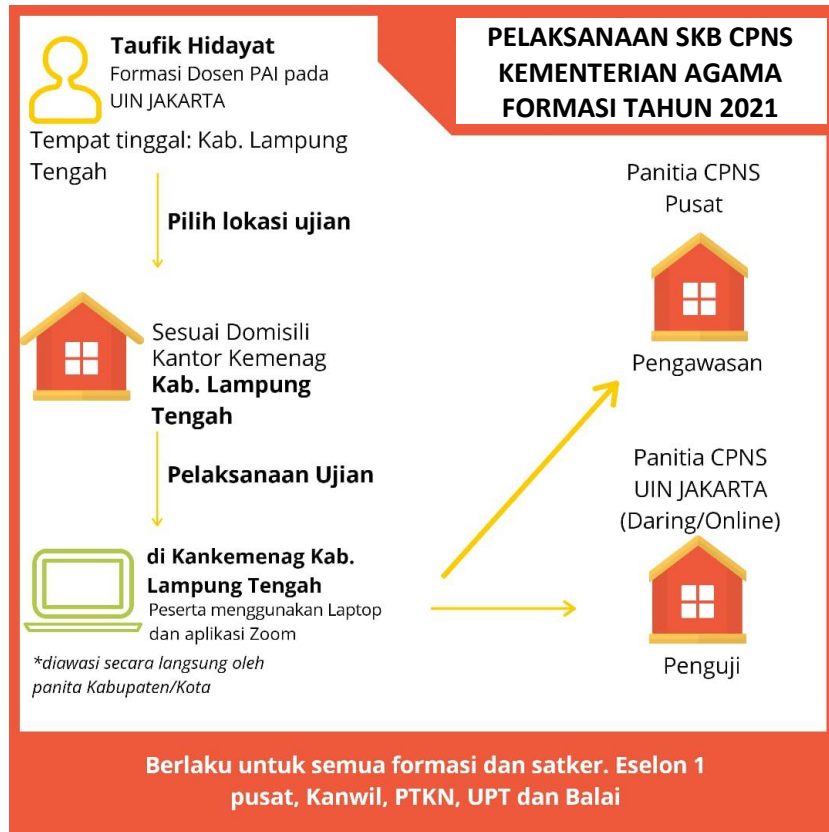 PELAKSANAAN SKB CPNS
KEMENTERIAN AGAMA
FORMASI TAHUN 2021
Taufik Hidayat
Formasi Dosen PAI pada
UIN JAKARTA
Tempat tinggal: Kab. Lampung
Tengah
Pilih lokasi ujian
Sesuai Domisili
Kantor Kemenag
Kab. Lampung
Tengah
Pelaksanaan Ujian
di Kankemenag Kab.
Lampung Tengah
Peserta menggunakan Laptop
dan aplikasi Zoom
*diawasi secara langsung oleh
panita Kabupaten/Kota
Panitia CPNS
Pusat
Pengawasan
Panitia CPNS
UIN JAKARTA
(Daring/Online)
Penguji
Berlaku untuk semua formasi dan satker. Eselon 1
pusat, Kanwil, PTKN, UPT dan Balai